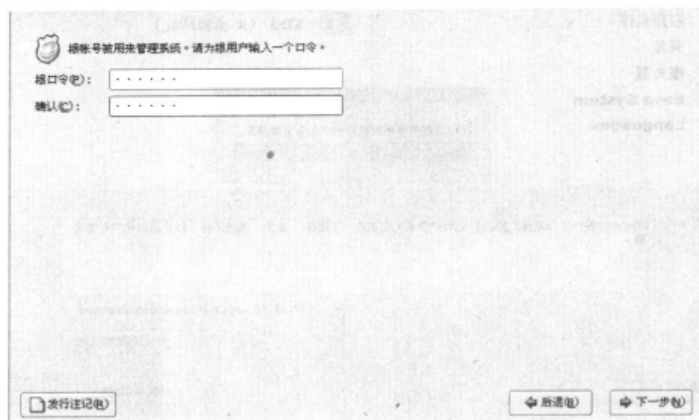 根帐号被用来管理系统。请为根用户输入一个口令。
根口令(P): ······
确认(C): ······
发行注记(R)
后退(B)
下一步(N)